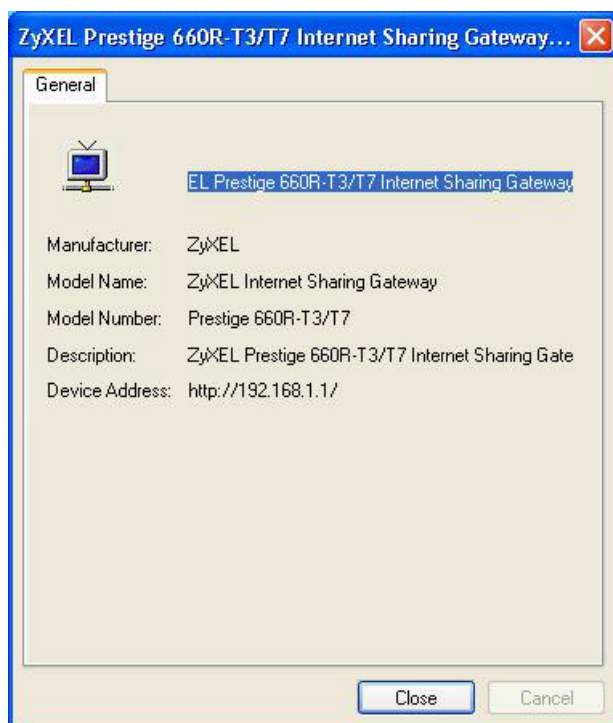 ZyXEL Prestige 660R-T3/T7 Internet Sharing Gateway...
General
EL Prestige 660R-T3/T7 Internet Sharing Gateway
Manufacturer: ZyXEL
Model Name: ZyXEL Internet Sharing Gateway
Model Number: Prestige 660R-T3/T7
Description: ZyXEL Prestige 660R-T3/T7 Internet Sharing Gate
Device Address: http://192.168.1.1/
Close Cancel